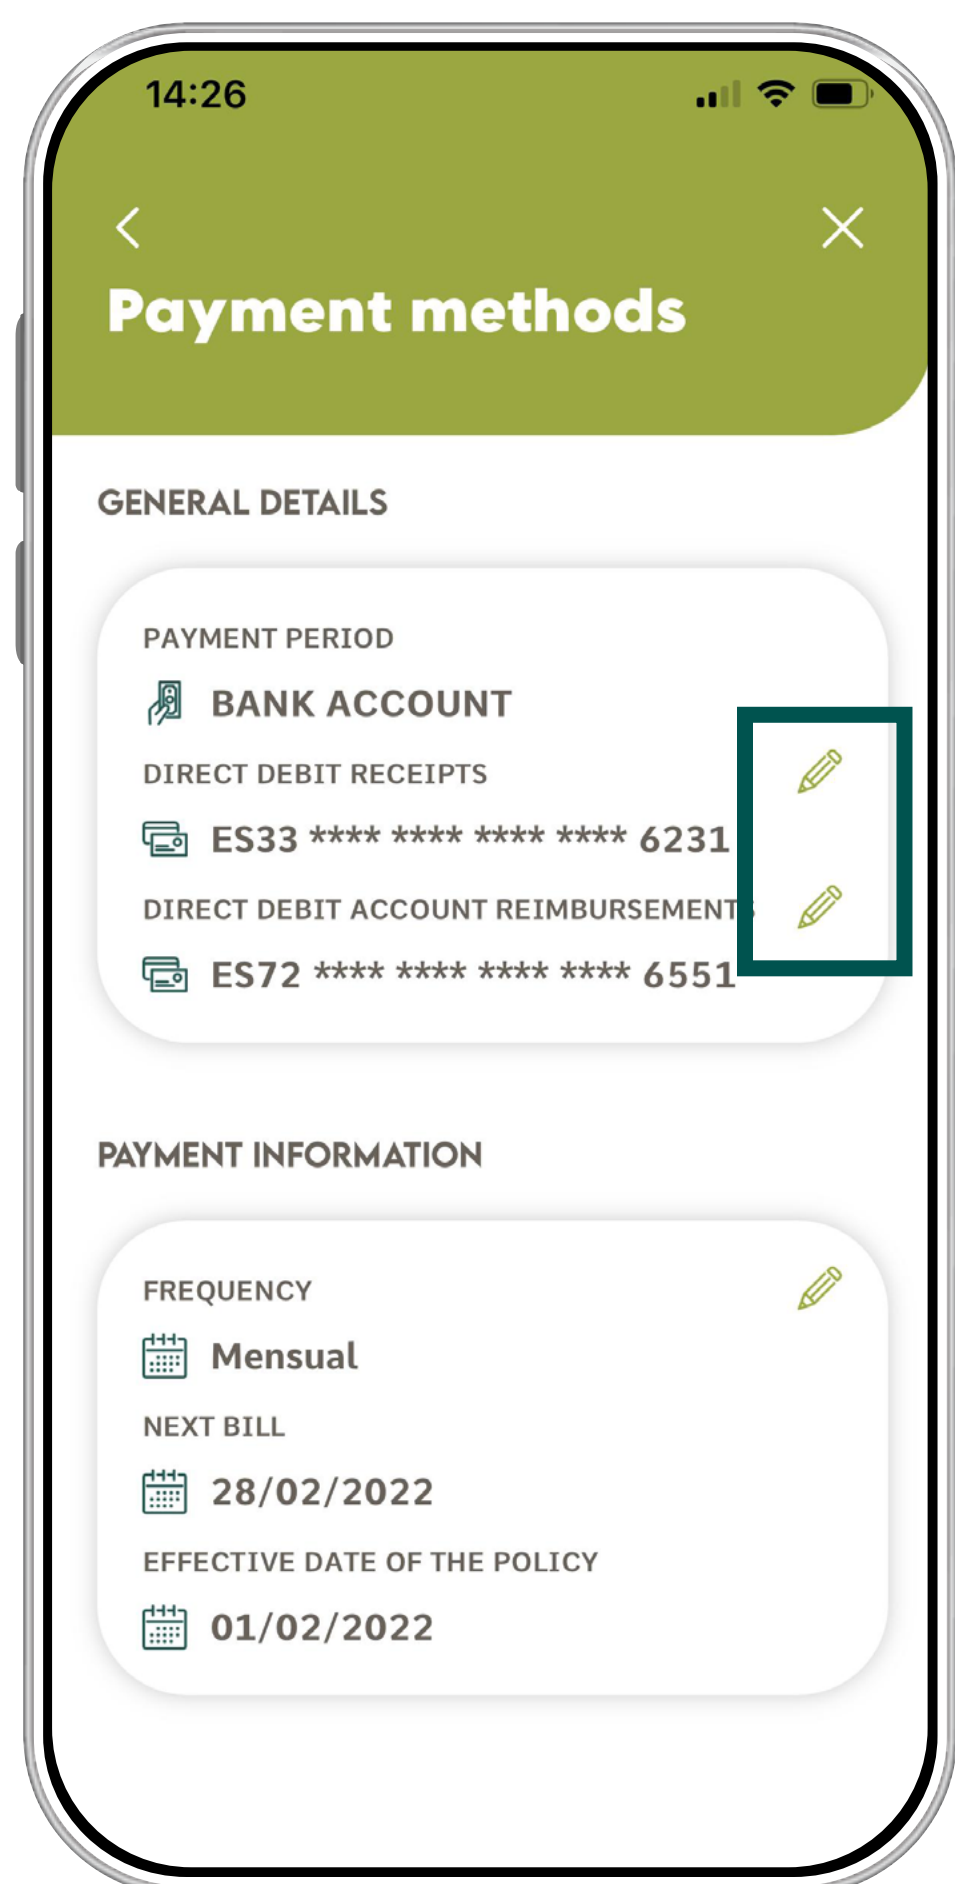 14:26
Payment methods
GENERAL DETAILS
PAYMENT PERIOD
BANK ACCOUNT
DIRECT DEBIT RECEIPTS
ES33 **** **** **** **** 6231
DIRECT DEBIT ACCOUNT REIMBURSEMENTS
ES72 **** **** **** **** 6551
PAYMENT INFORMATION
FREQUENCY
Mensual
NEXT BILL
28/02/2022
EFFECTIVE DATE OF THE POLICY
01/02/2022